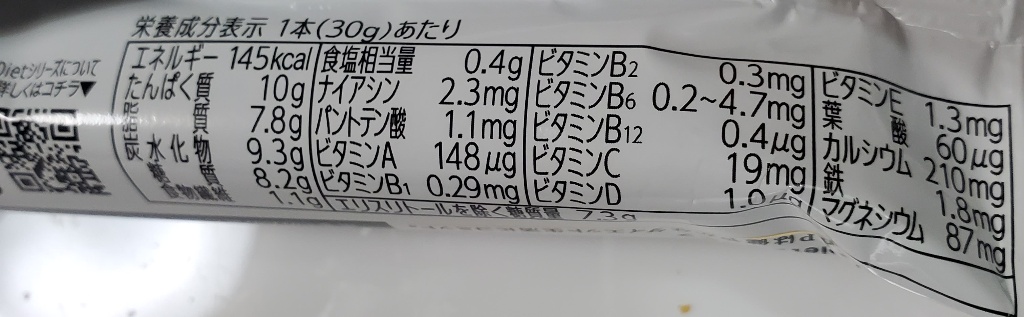 栄養成分表示 1本(30g)あたり
Dietシリーズについて
詳しくはコチラ▼
エネルギー 145kcal
たんぱく質 10g
脂質 7.8g
炭水化物 9.3g
糖質 8.2g
食物繊維 1.1g
食塩相当量 0.4g
ナイアシン 2.3mg
パントテン酸 1.1mg
ビタミンA 148μg
ビタミンB1 0.29mg
エリスリトールを除く糖質量 7.3g
ビタミンB2 0.3mg
ビタミンB6 0.2~4.7mg
ビタミンB12 0.4μg
ビタミンC 19mg
ビタミンD 1.0μg
ビタミンE 1.3mg
葉酸 60μg
カルシウム 210mg
鉄 1.8mg
マグネシウム 87mg